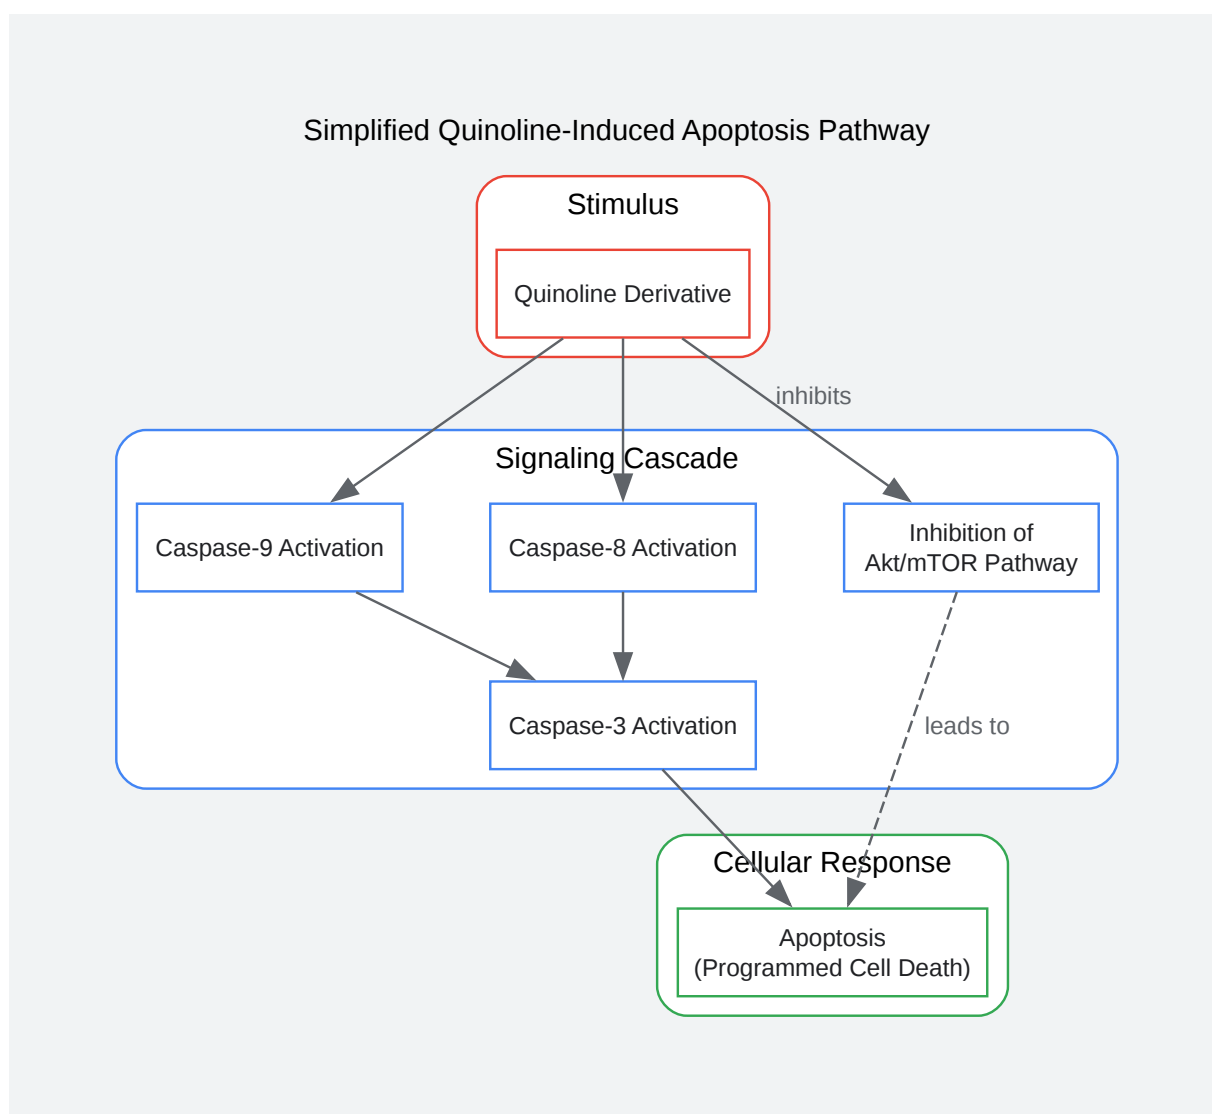 Simplified Quinoline-Induced Apoptosis Pathway
Stimulus
Quinoline Derivative
inhibits
Signaling Cascade
Caspase-9 Activation
Caspase-8 Activation
Inhibition of
Akt/mTOR Pathway
Caspase-3 Activation
leads to
Cellular Response
Apoptosis
(Programmed Cell Death)